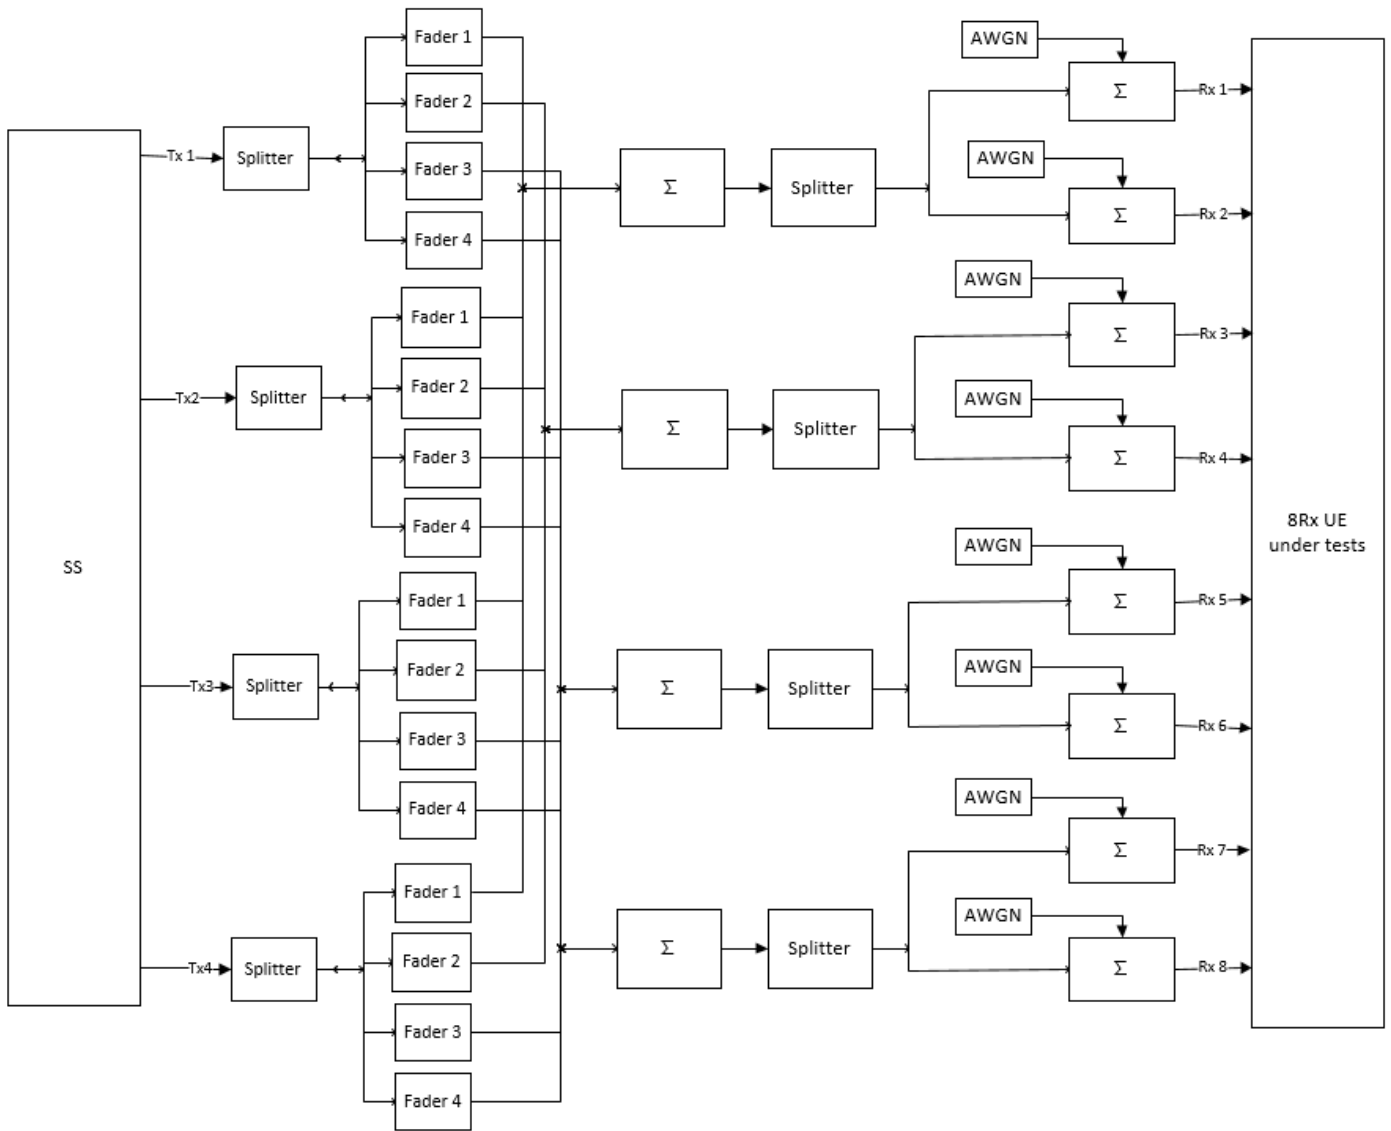 SS
Tx 1
Splitter
Fader 1
Fader 2
Fader 3
Fader 4
Tx2
Splitter
Fader 1
Fader 2
Fader 3
Fader 4
Tx3
Splitter
Fader 1
Fader 2
Fader 3
Fader 4
Tx4
Splitter
Fader 1
Fader 2
Fader 3
Fader 4
Σ
Splitter
AWGN
Σ
Rx 1
AWGN
Σ
Rx 2
Σ
Splitter
AWGN
Σ
Rx 3
AWGN
Σ
Rx 4
Σ
Splitter
AWGN
Σ
Rx 5
AWGN
Σ
Rx 6
Σ
Splitter
AWGN
Σ
Rx 7
AWGN
Σ
Rx 8
8Rx UE
under tests